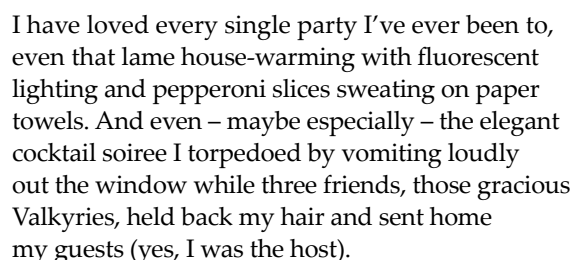 I have loved every single party I’ve ever been to,
even that lame house-warming with fluorescent
lighting and pepperoni slices sweating on paper
towels. And even – maybe especially – the elegant
cocktail soiree I torpedoed by vomiting loudly
out the window while three friends, those gracious
Valkyries, held back my hair and sent home
my guests (yes, I was the host).